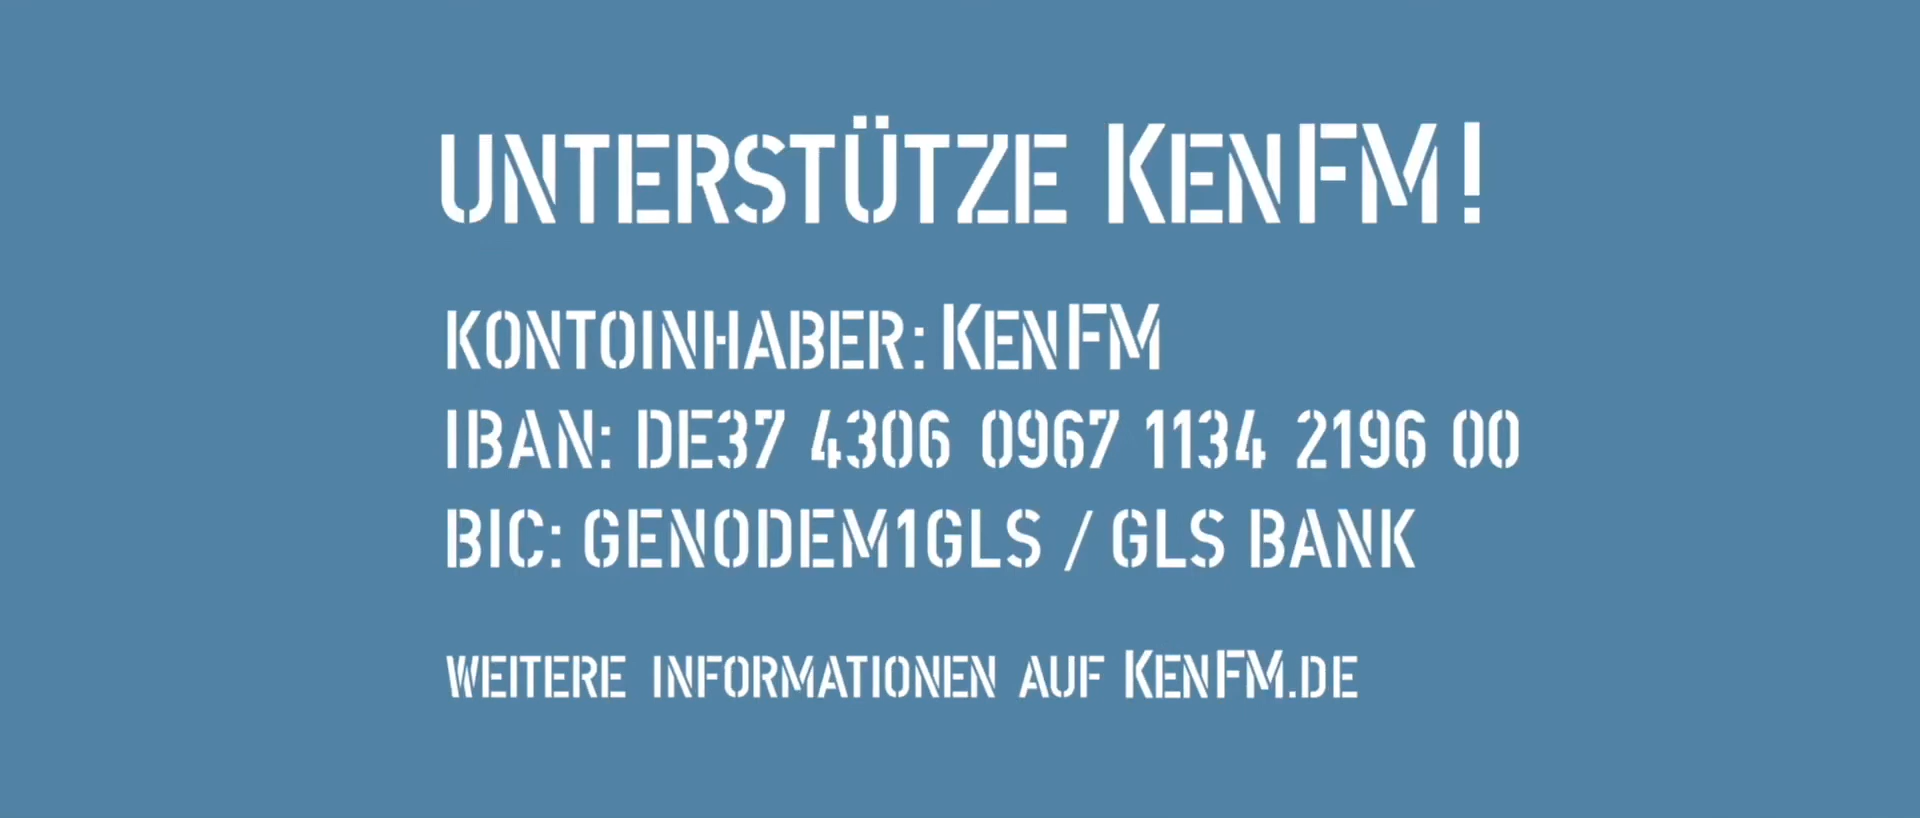 UNTERSTÜTZE KENFM!
KONTOINHABER: KENFM
IBAN: DE37 4306 0967 1134 2196 00
BIC: GENODEM1GLS / GLS BANK
WEITERE INFORMATIONEN AUF KENFM.DE